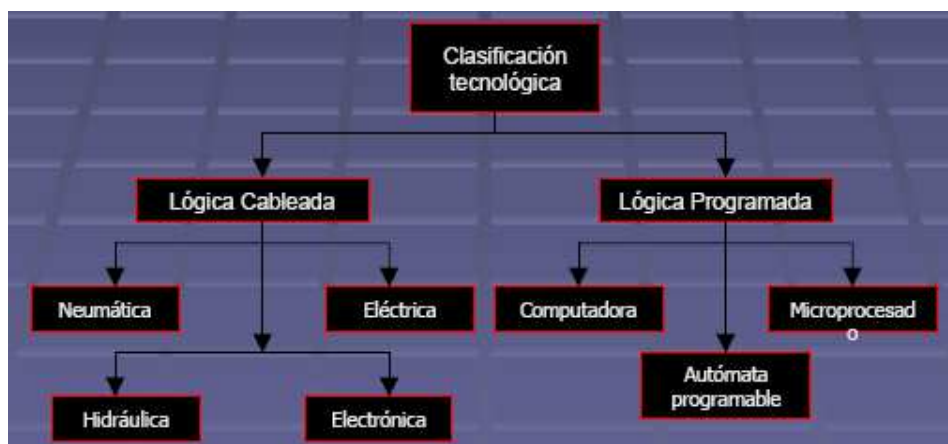 Clasificación
tecnológica
Lógica Cableada
Lógica Programada
Neumática
Eléctrica
Computadora
Microprocesad
o
Autómata
programable
Hidráulica
Electrónica